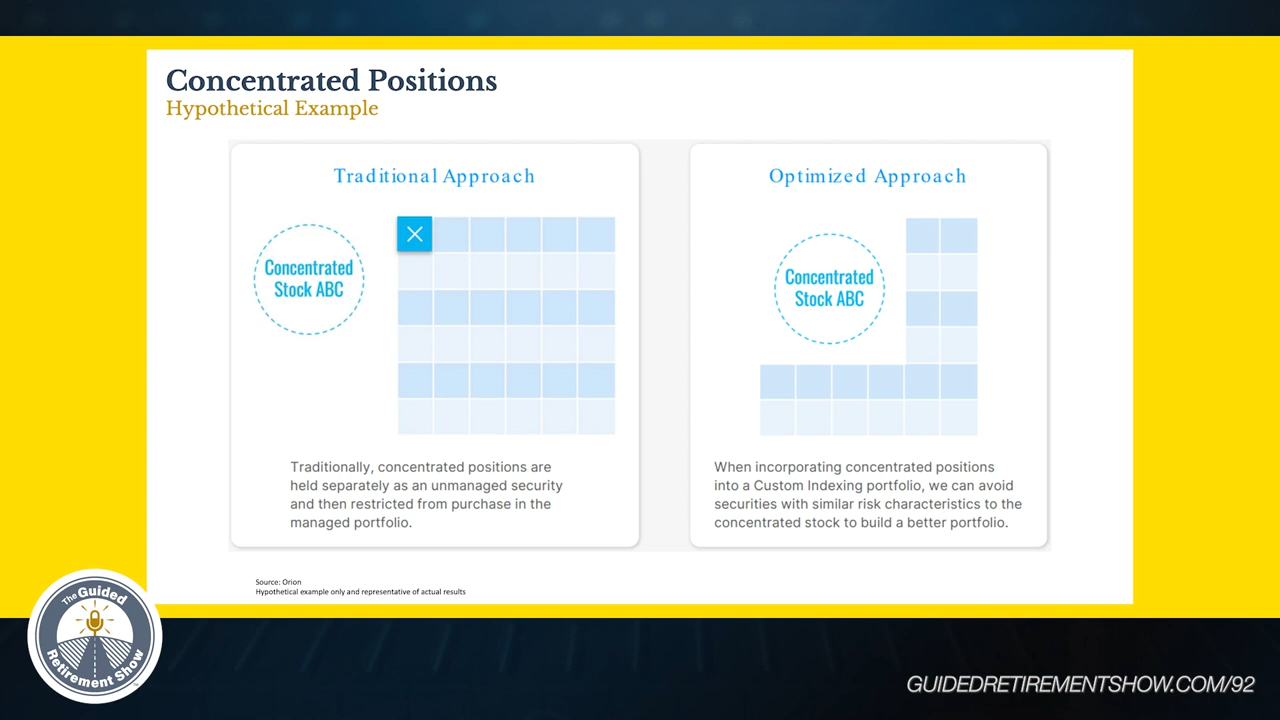 Concentrated Positions
Hypothetical Example
Traditional Approach
Concentrated
Stock ABC
Traditionally, concentrated positions are
held separately as an unmanaged security
and then restricted from purchase in the
managed portfolio.
Optimized Approach
Concentrated
Stock ABC
When incorporating concentrated positions
into a Custom Indexing portfolio, we can avoid
securities with similar risk characteristics to the
concentrated stock to build a better portfolio.
Source: Orion
Hypothetical example only and representative of actual results
The Guided
Retirement Show
GUIDEDRETIREMENTSHOW.COM/92